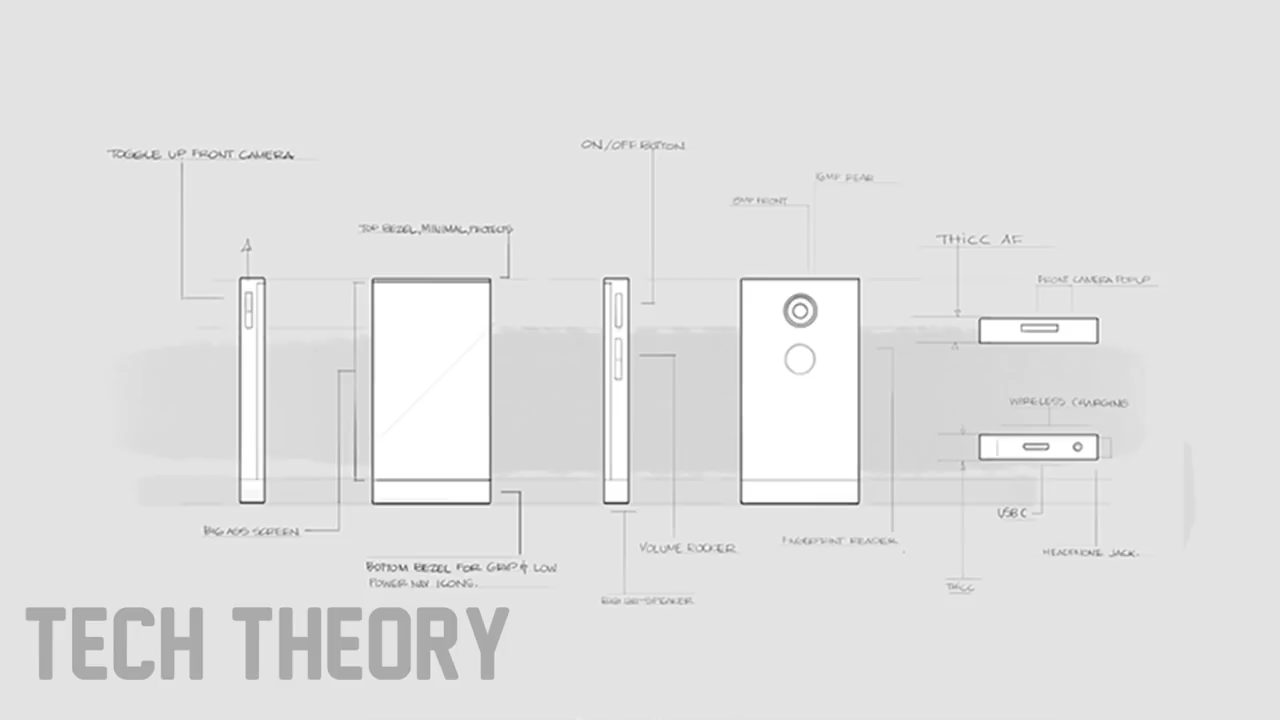 TOGGLE UP FRONT CAMERA
ON/OFF BUTTON
16MP REAR
8MP FRONT
TOP BEZEL, MINIMAL, PROTECTS
THICC AF
FRONT CAMERA POPUP
WIRELESS CHARGING
BIG ASS SCREEN
USB C
VOLUME ROCKER
FINGERPRINT READER
HEADPHONE JACK.
BOTTOM BEZEL FOR GRIP & LOW
POWER NAV ICONS.
THICC
SPEAKER
TECH THEORY